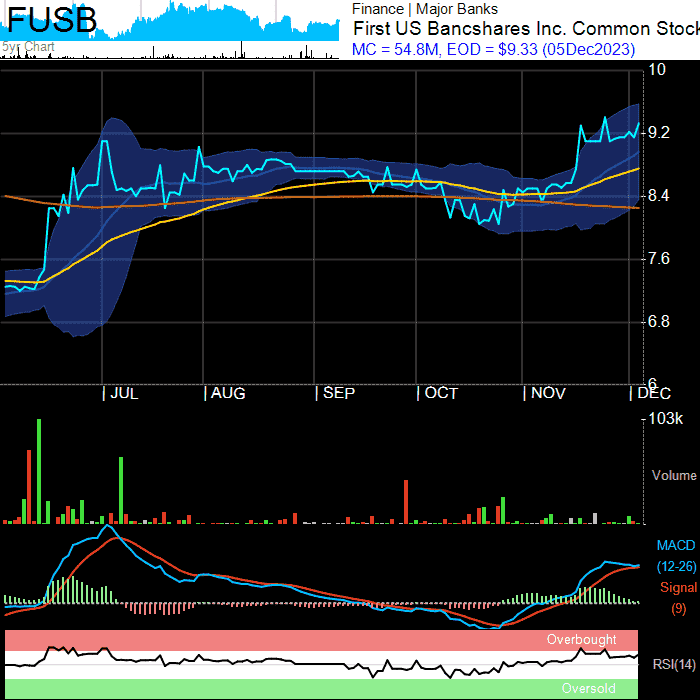 FUSB
5yr Chart
Finance | Major Banks
First US Bancshares Inc. Common Stock
MC = 54.8M, EOD = $9.33 (05Dec2023)
10
9.2
8.4
7.6
6.8
6
JUL
AUG
SEP
OCT
NOV
DEC
103k
Volume
MACD
(12-26)
Signal
(9)
Overbought
RSI(14)
Oversold